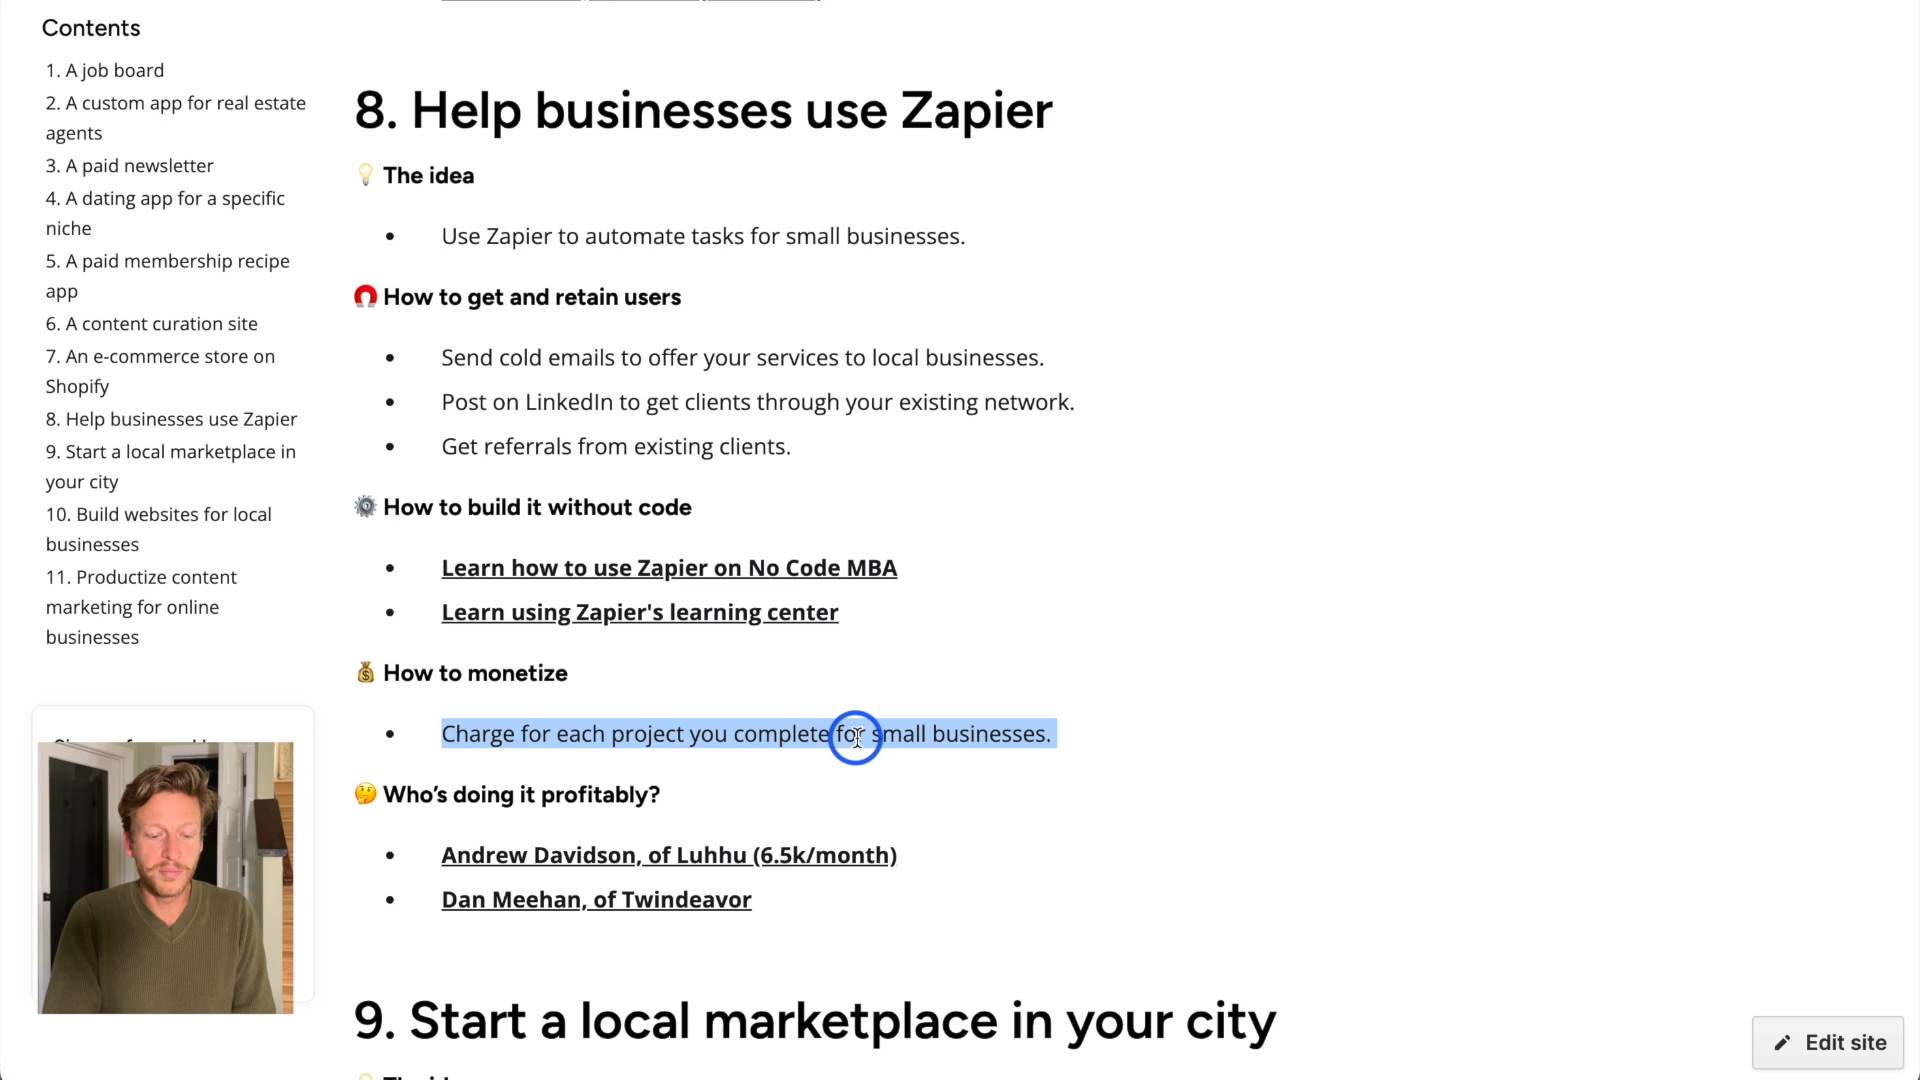 Contents
1. A job board
2. A custom app for real estate
agents
3. A paid newsletter
4. A dating app for a specific
niche
5. A paid membership recipe
app
6. A content curation site
7. An e-commerce store on
Shopify
8. Help businesses use Zapier
9. Start a local marketplace in
your city
10. Build websites for local
businesses
11. Productize content
marketing for online
businesses
8. Help businesses use Zapier
💡 The idea
• Use Zapier to automate tasks for small businesses.
🧲 How to get and retain users
• Send cold emails to offer your services to local businesses.
• Post on LinkedIn to get clients through your existing network.
• Get referrals from existing clients.
⚙️ How to build it without code
• Learn how to use Zapier on No Code MBA
• Learn using Zapier's learning center
💰 How to monetize
• Charge for each project you complete for small businesses.
🤔 Who’s doing it profitably?
• Andrew Davidson, of Luhhu (6.5k/month)
• Dan Meehan, of Twindeavor
9. Start a local marketplace in your city
Edit site